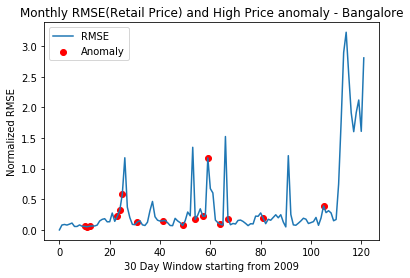 Monthly RMSE(Retail Price) and High Price anomaly - Bangalore
RMSE
Anomaly
Normalized RMSE
3.0
2.5
2.0
1.5
1.0
0.5
0.0
0 20 40 60 80 100 120
30 Day Window starting from 2009